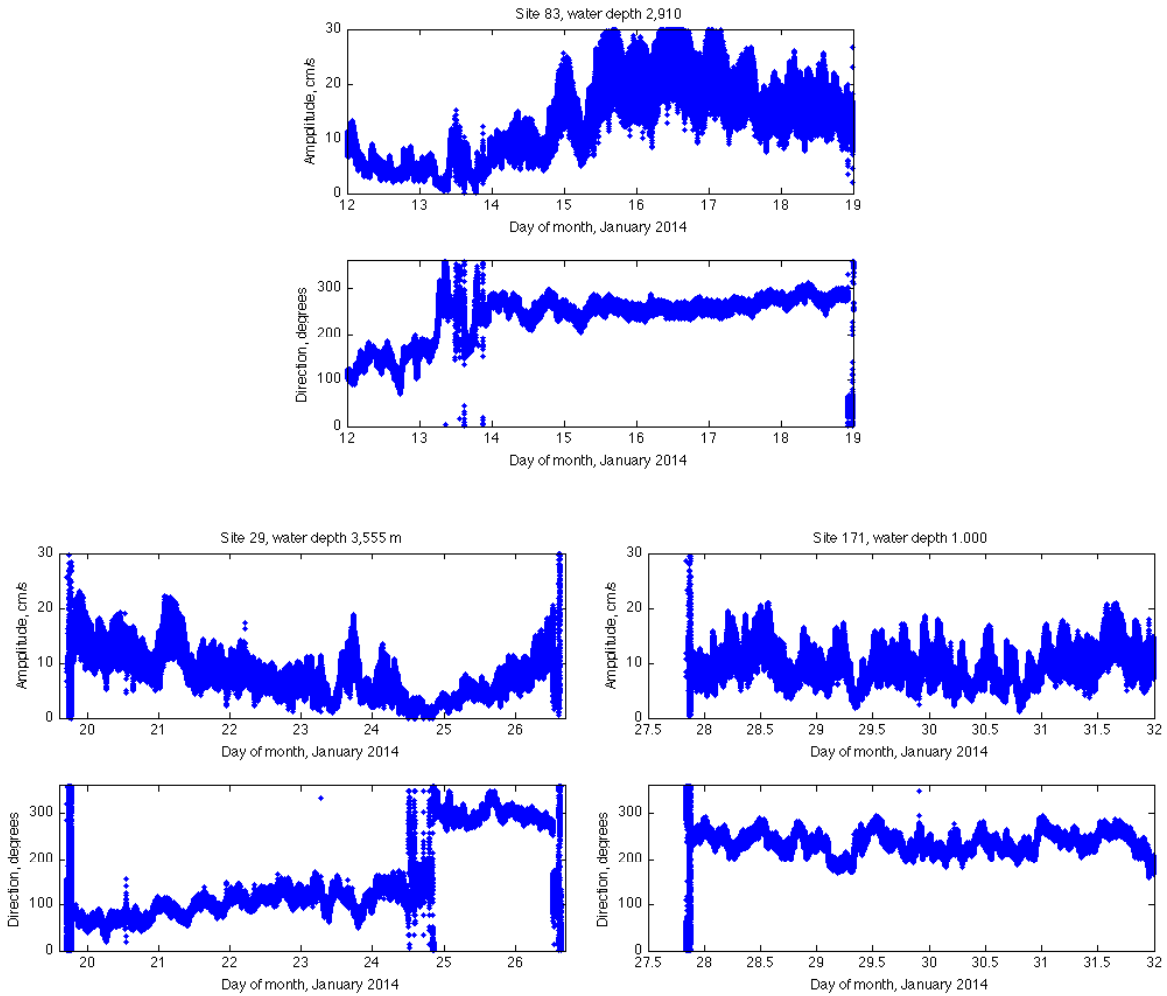 Site 83, water depth 2,910
30
20
10
0
Ampplitude, cm/s
12 13 14 15 16 17 18 19
Day of month, January 2014
300
200
100
0
Direction, degrees
12 13 14 15 16 17 18 19
Day of month, January 2014
Site 29, water depth 3,555 m
30
20
10
0
Ampplitude, cm/s
20 21 22 23 24 25 26
Day of month, January 2014
Site 171, water depth 1.000
30
20
10
0
Ampplitude, cm/s
27.5 28 28.5 29 29.5 30 30.5 31 31.5 32
Day of month, January 2014
300
200
100
0
Direction, degrees
20 21 22 23 24 25 26
Day of month, January 2014
300
200
100
0
Direction, degrees
27.5 28 28.5 29 29.5 30 30.5 31 31.5 32
Day of month, January 2014